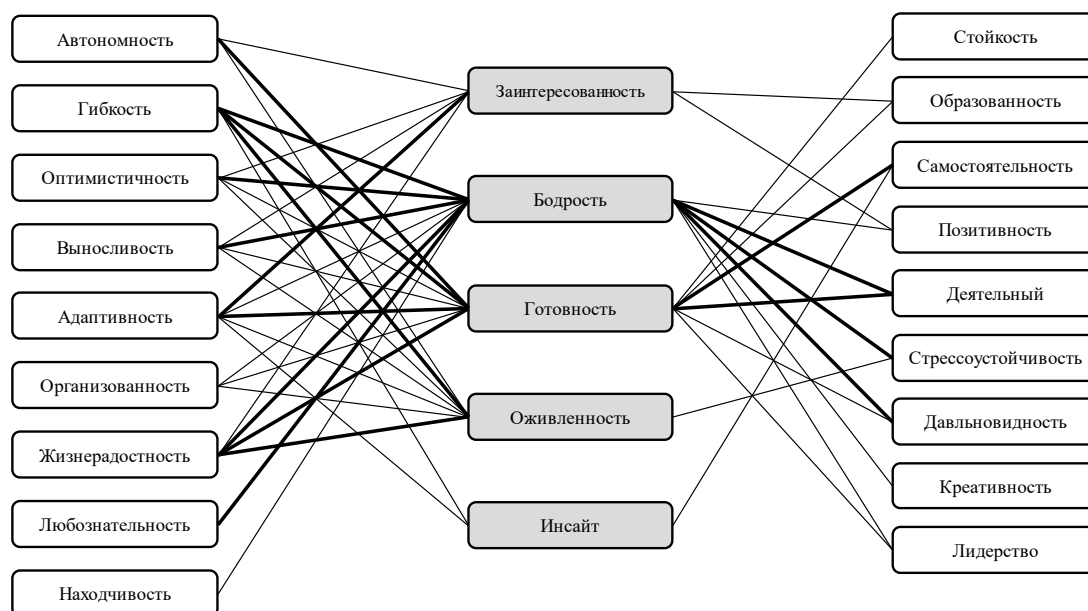 Автономность
Гибкость
Оптимистичность
Выносливость
Адаптивность
Организованность
Жизнерадостность
Любознательность
Находчивость
Заинтересованность
Бодрость
Готовность
Оживленность
Инсайт
Стойкость
Образованность
Самостоятельность
Позитивность
Деятельный
Стрессоустойчивость
Давльновидность
Креативность
Лидерство